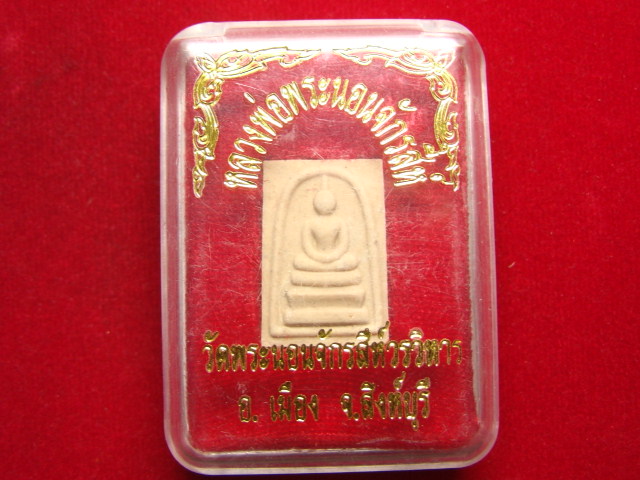 หลวงพ่อพระนอนจักรสีห์
วัดพระนอนจักรสีห์วรวิหาร
อ. เมือง จ.สิงห์บุรี